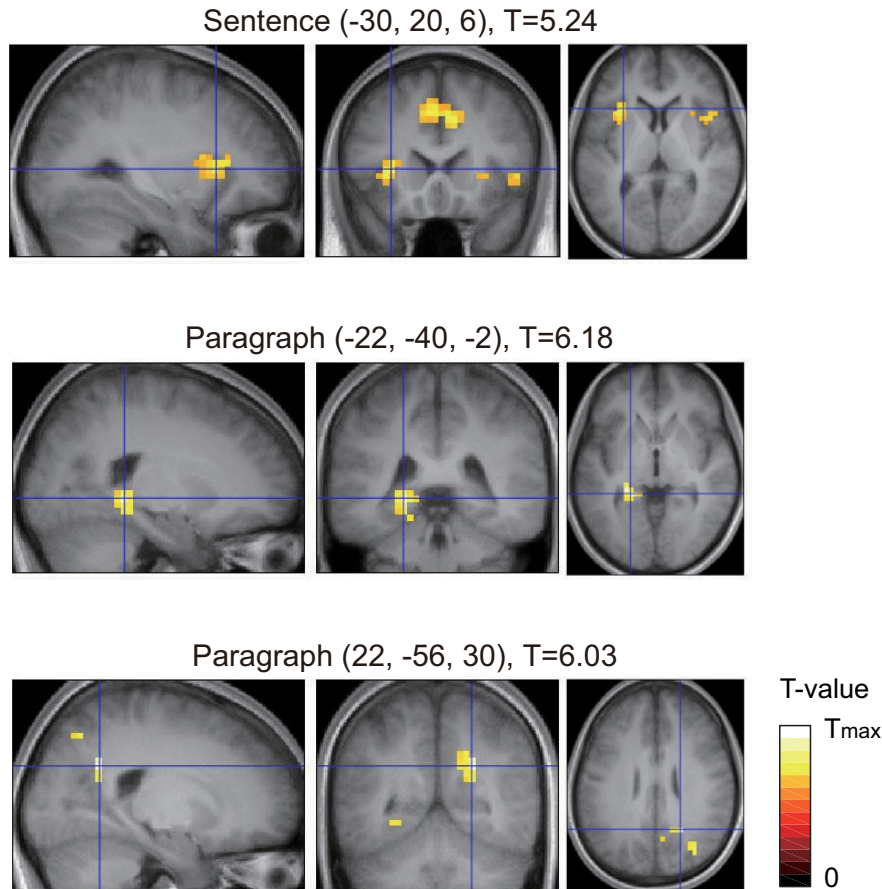 Sentence (-30, 20, 6), T=5.24
Paragraph (-22, -40, -2), T=6.18
Paragraph (22, -56, 30), T=6.03
T-value
Tmax
0